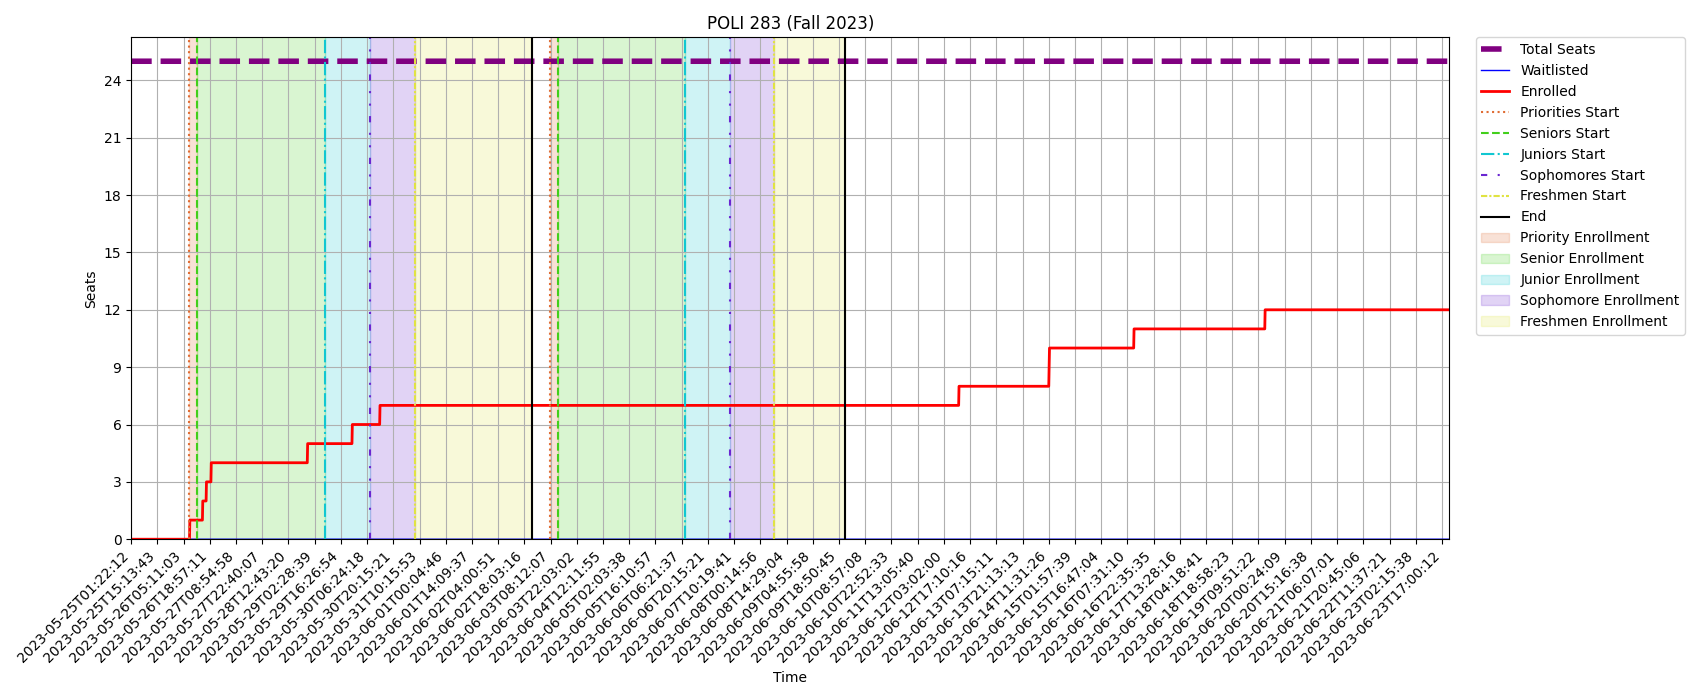 POLI 283 (Fall 2023)
Seats
24
21
18
15
12
9
6
3
0
2023-05-25T01:22:12
2023-05-25T15:13:43
2023-05-26T05:11:03
2023-05-26T18:57:11
2023-05-27T08:54:58
2023-05-27T22:40:07
2023-05-28T12:43:20
2023-05-29T02:28:39
2023-05-29T16:26:54
2023-05-30T06:24:18
2023-05-30T20:15:21
2023-05-31T10:15:53
2023-06-01T00:04:46
2023-06-01T14:09:37
2023-06-02T04:00:51
2023-06-02T18:03:16
2023-06-03T08:12:07
2023-06-03T22:03:02
2023-06-04T12:11:55
2023-06-05T02:03:38
2023-06-05T16:10:57
2023-06-06T06:21:37
2023-06-06T20:15:21
2023-06-07T10:19:41
2023-06-08T00:14:56
2023-06-08T14:29:04
2023-06-09T04:55:58
2023-06-09T18:50:45
2023-06-10T08:57:08
2023-06-10T22:52:33
2023-06-11T13:05:40
2023-06-12T03:02:00
2023-06-12T17:10:16
2023-06-13T07:15:11
2023-06-13T21:13:13
2023-06-14T11:31:26
2023-06-15T01:57:39
2023-06-15T16:47:04
2023-06-16T07:31:10
2023-06-16T22:35:35
2023-06-17T13:28:16
2023-06-18T04:18:41
2023-06-18T18:58:23
2023-06-19T09:51:22
2023-06-20T00:24:09
2023-06-20T15:16:38
2023-06-21T06:07:01
2023-06-21T20:45:06
2023-06-22T11:37:21
2023-06-23T02:15:38
2023-06-23T17:00:12
Time
Total Seats
Waitlisted
Enrolled
Priorities Start
Seniors Start
Juniors Start
Sophomores Start
Freshmen Start
End
Priority Enrollment
Senior Enrollment
Junior Enrollment
Sophomore Enrollment
Freshmen Enrollment